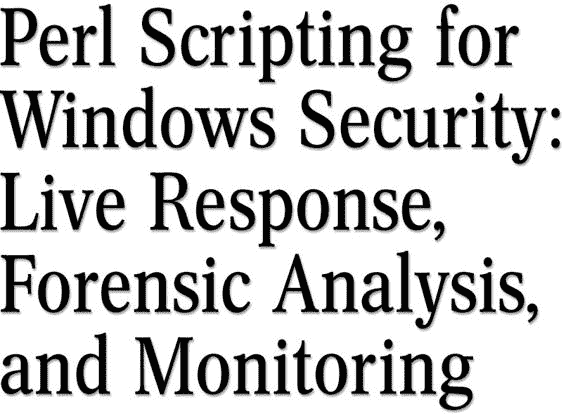 Perl Scripting for
Windows Security:
Live Response,
Forensic Analysis,
and Monitoring